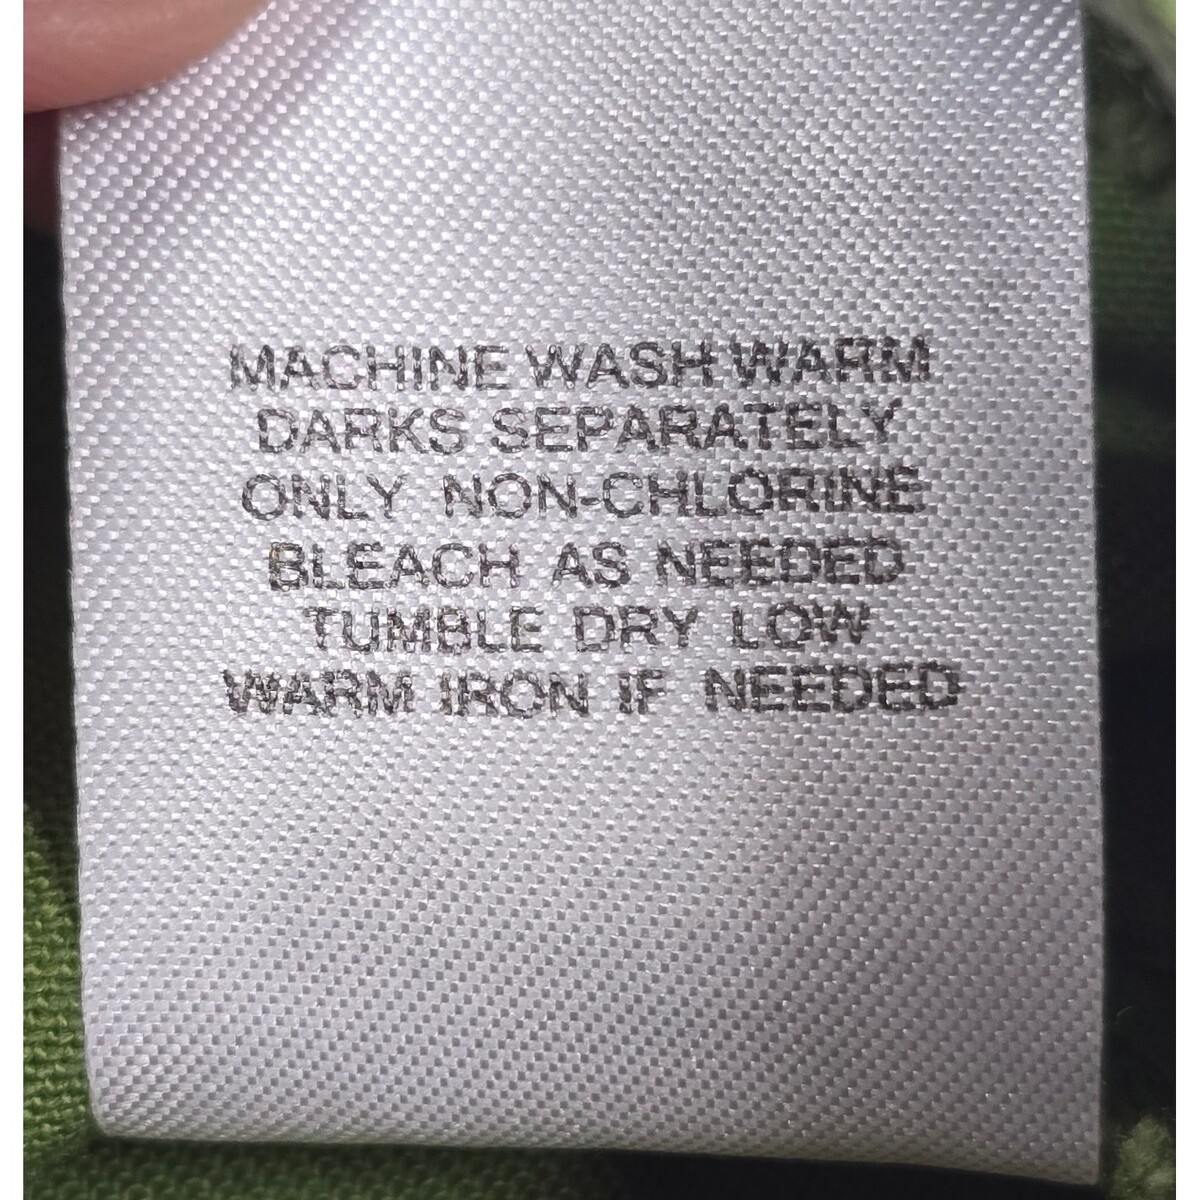 MACHINE WASH WARM
DARKS SEPARATELY
ONLY NON-CHLORINE
BLEACH AS NEEDED
TUMBLE DRY LOW
WARM IRON IF NEEDED